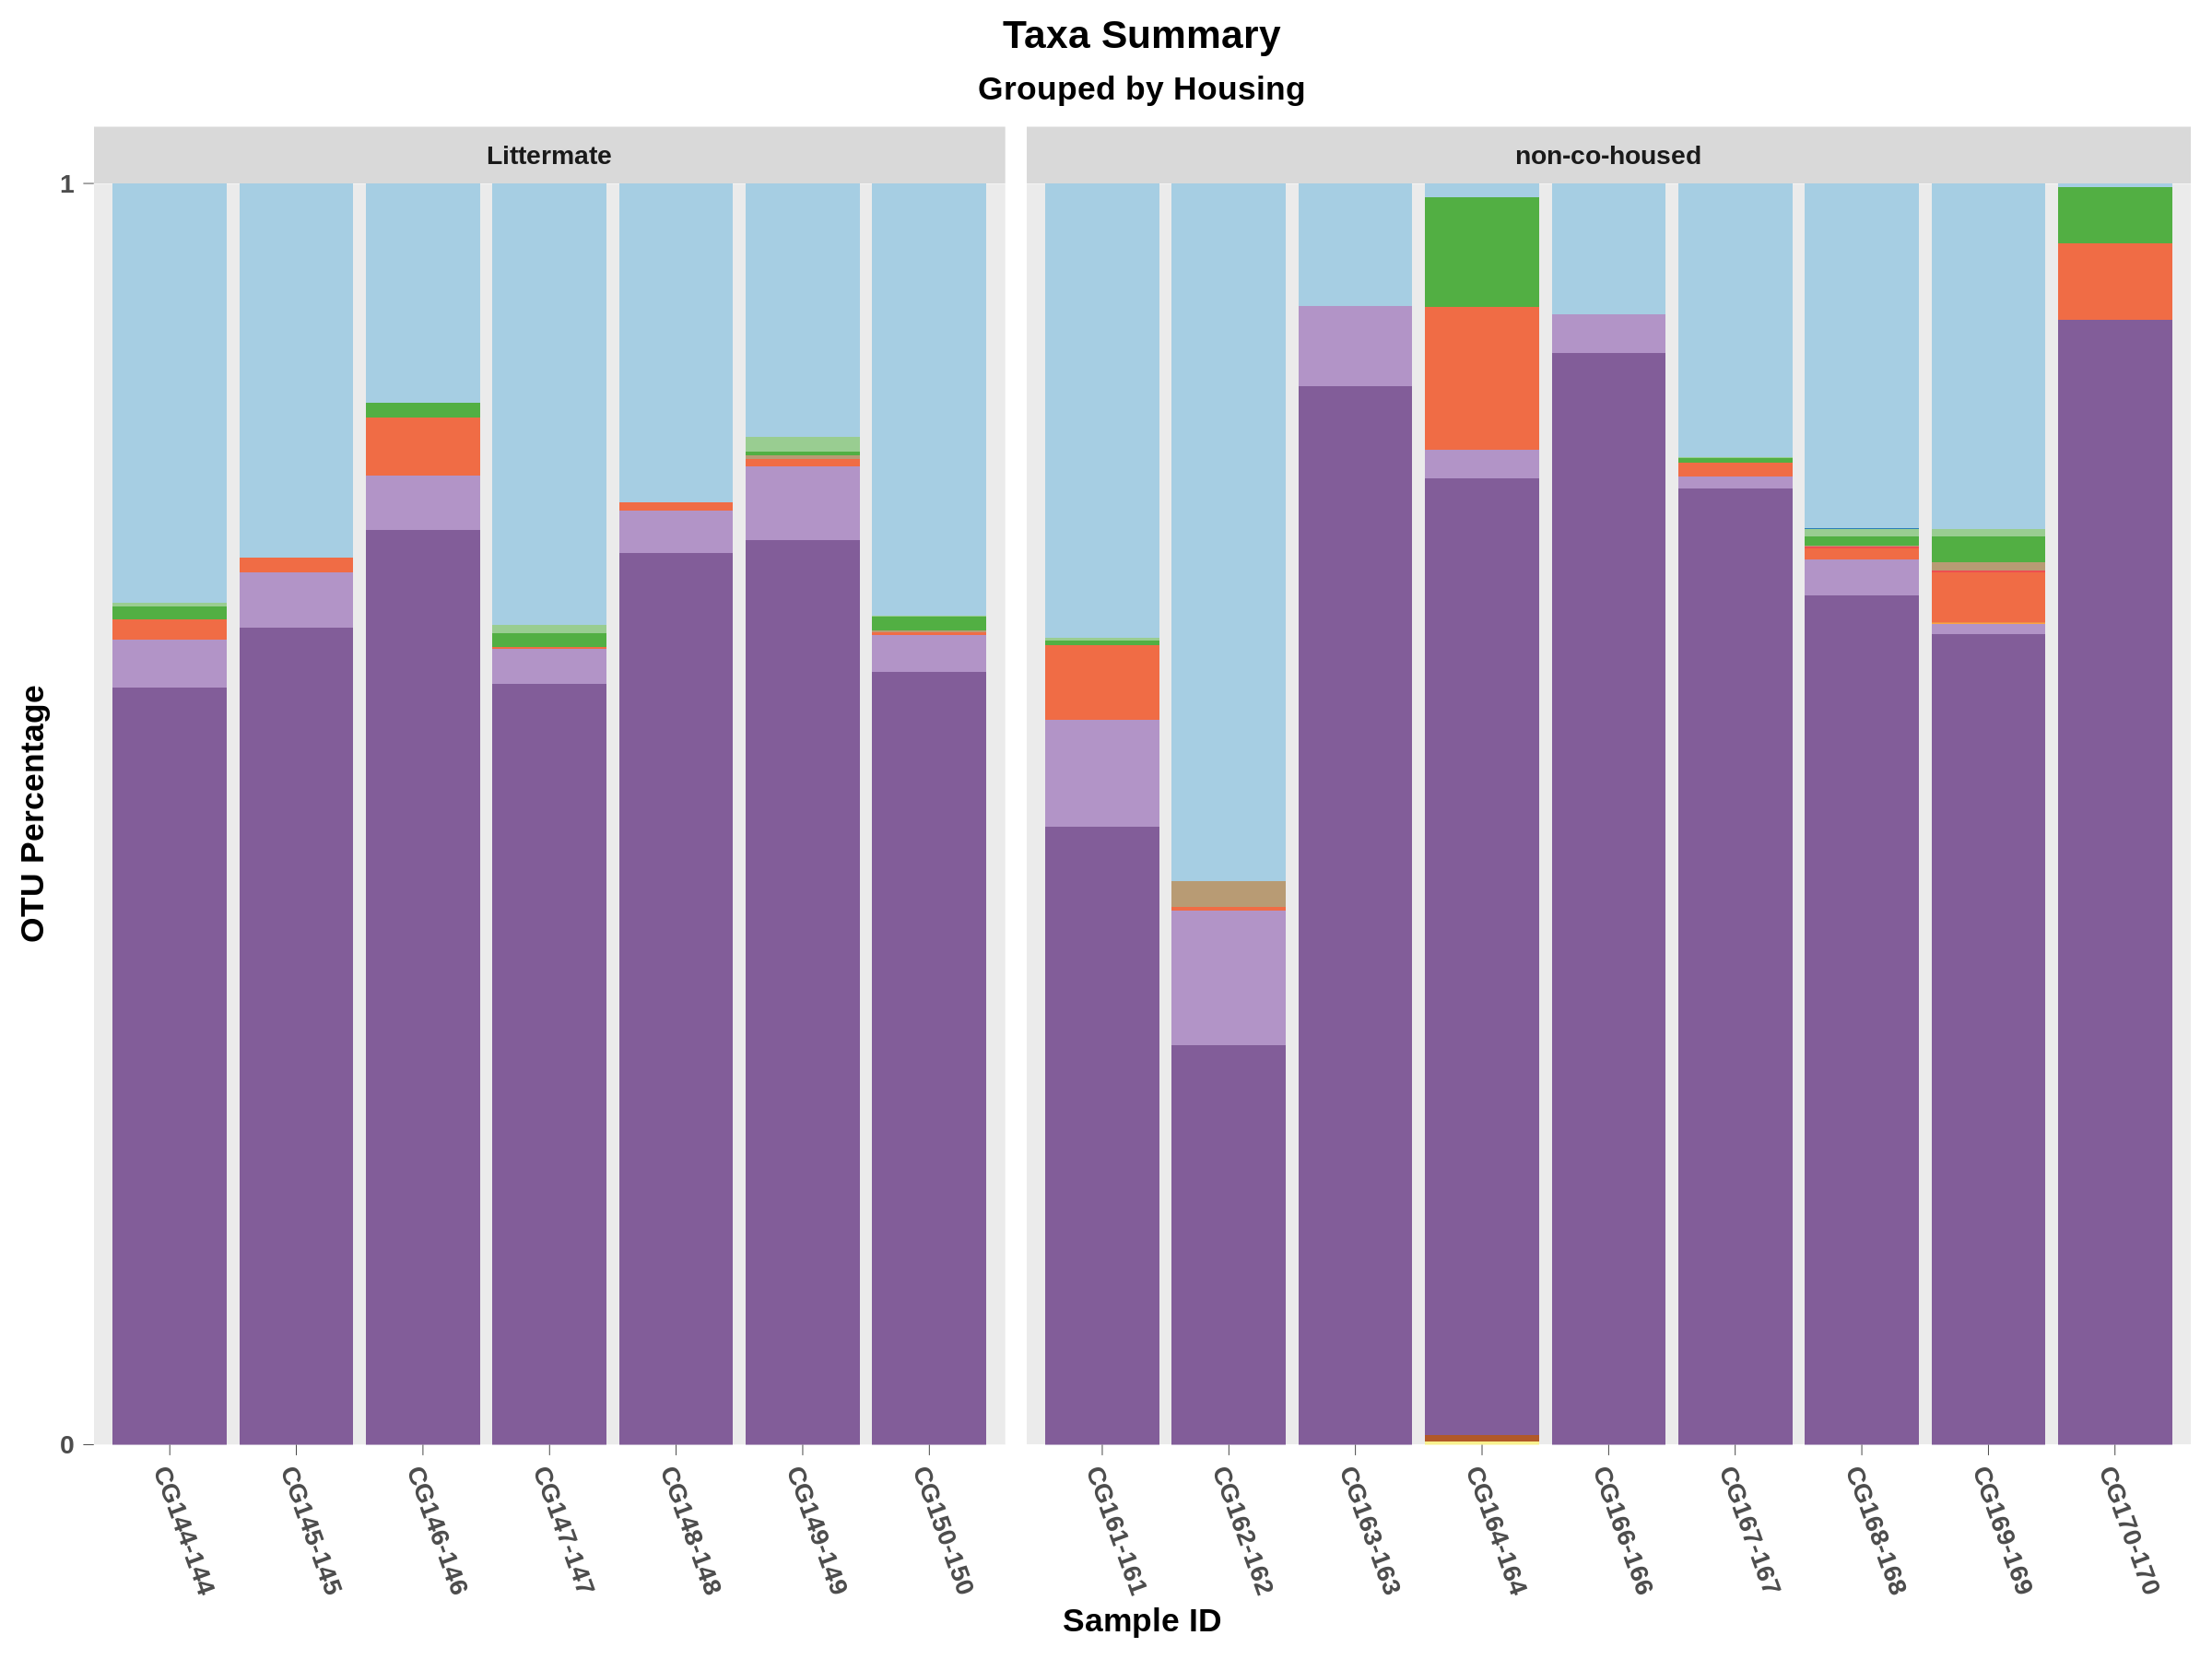 Taxa Summary
Grouped by Housing
Littermate
non-co-housed
1
0
OTU Percentage
CG144-144
CG145-145
CG146-146
CG147-147
CG148-148
CG149-149
CG150-150
CG161-161
CG162-162
CG163-163
CG164-164
CG166-166
CG167-167
CG168-168
CG169-169
CG170-170
Sample ID